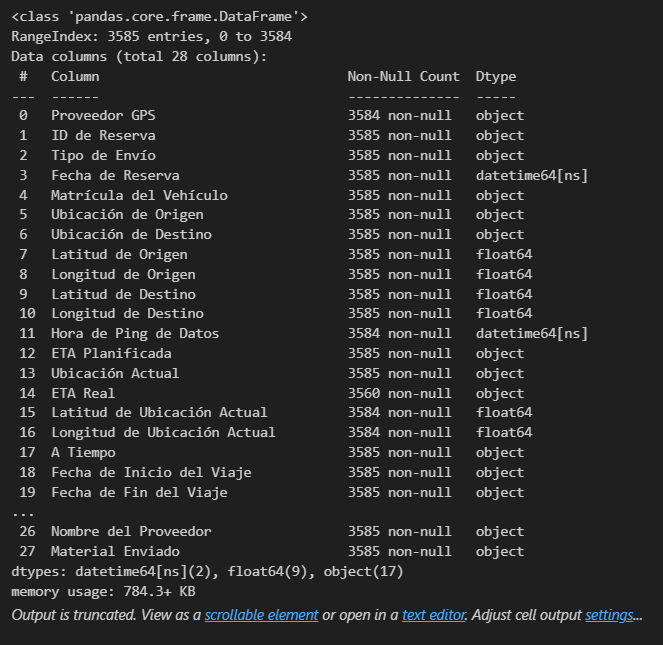 <class 'pandas.core.frame.DataFrame'>
RangeIndex: 3585 entries, 0 to 3584
Data columns (total 28 columns):
 #   Column                          Non-Null Count  Dtype
---  ------                          --------------  -----
 0   Proveedor GPS                   3584 non-null   object
 1   ID de Reserva                   3585 non-null   object
 2   Tipo de Envío                   3585 non-null   object
 3   Fecha de Reserva                3585 non-null   datetime64[ns]
 4   Matrícula del Vehículo          3585 non-null   object
 5   Ubicación de Origen             3585 non-null   object
 6   Ubicación de Destino            3585 non-null   object
 7   Latitud de Origen               3585 non-null   float64
 8   Longitud de Origen              3585 non-null   float64
 9   Latitud de Destino              3585 non-null   float64
 10  Longitud de Destino             3585 non-null   float64
 11  Hora de Ping de Datos           3584 non-null   datetime64[ns]
 12  ETA Planificada                 3585 non-null   object
 13  Ubicación Actual                3585 non-null   object
 14  ETA Real                        3560 non-null   object
 15  Latitud de Ubicación Actual     3584 non-null   float64
 16  Longitud de Ubicación Actual    3584 non-null   float64
 17  A Tiempo                        3585 non-null   object
 18  Fecha de Inicio del Viaje       3585 non-null   object
 19  Fecha de Fin del Viaje          3585 non-null   object
...
 26  Nombre del Proveedor            3585 non-null   object
 27  Material Enviado                3585 non-null   object
dtypes: datetime64[ns](2), float64(9), object(17)
memory usage: 784.3+ KB
Output is truncated. View as a scrollable element or open in a text editor. Adjust cell output settings...